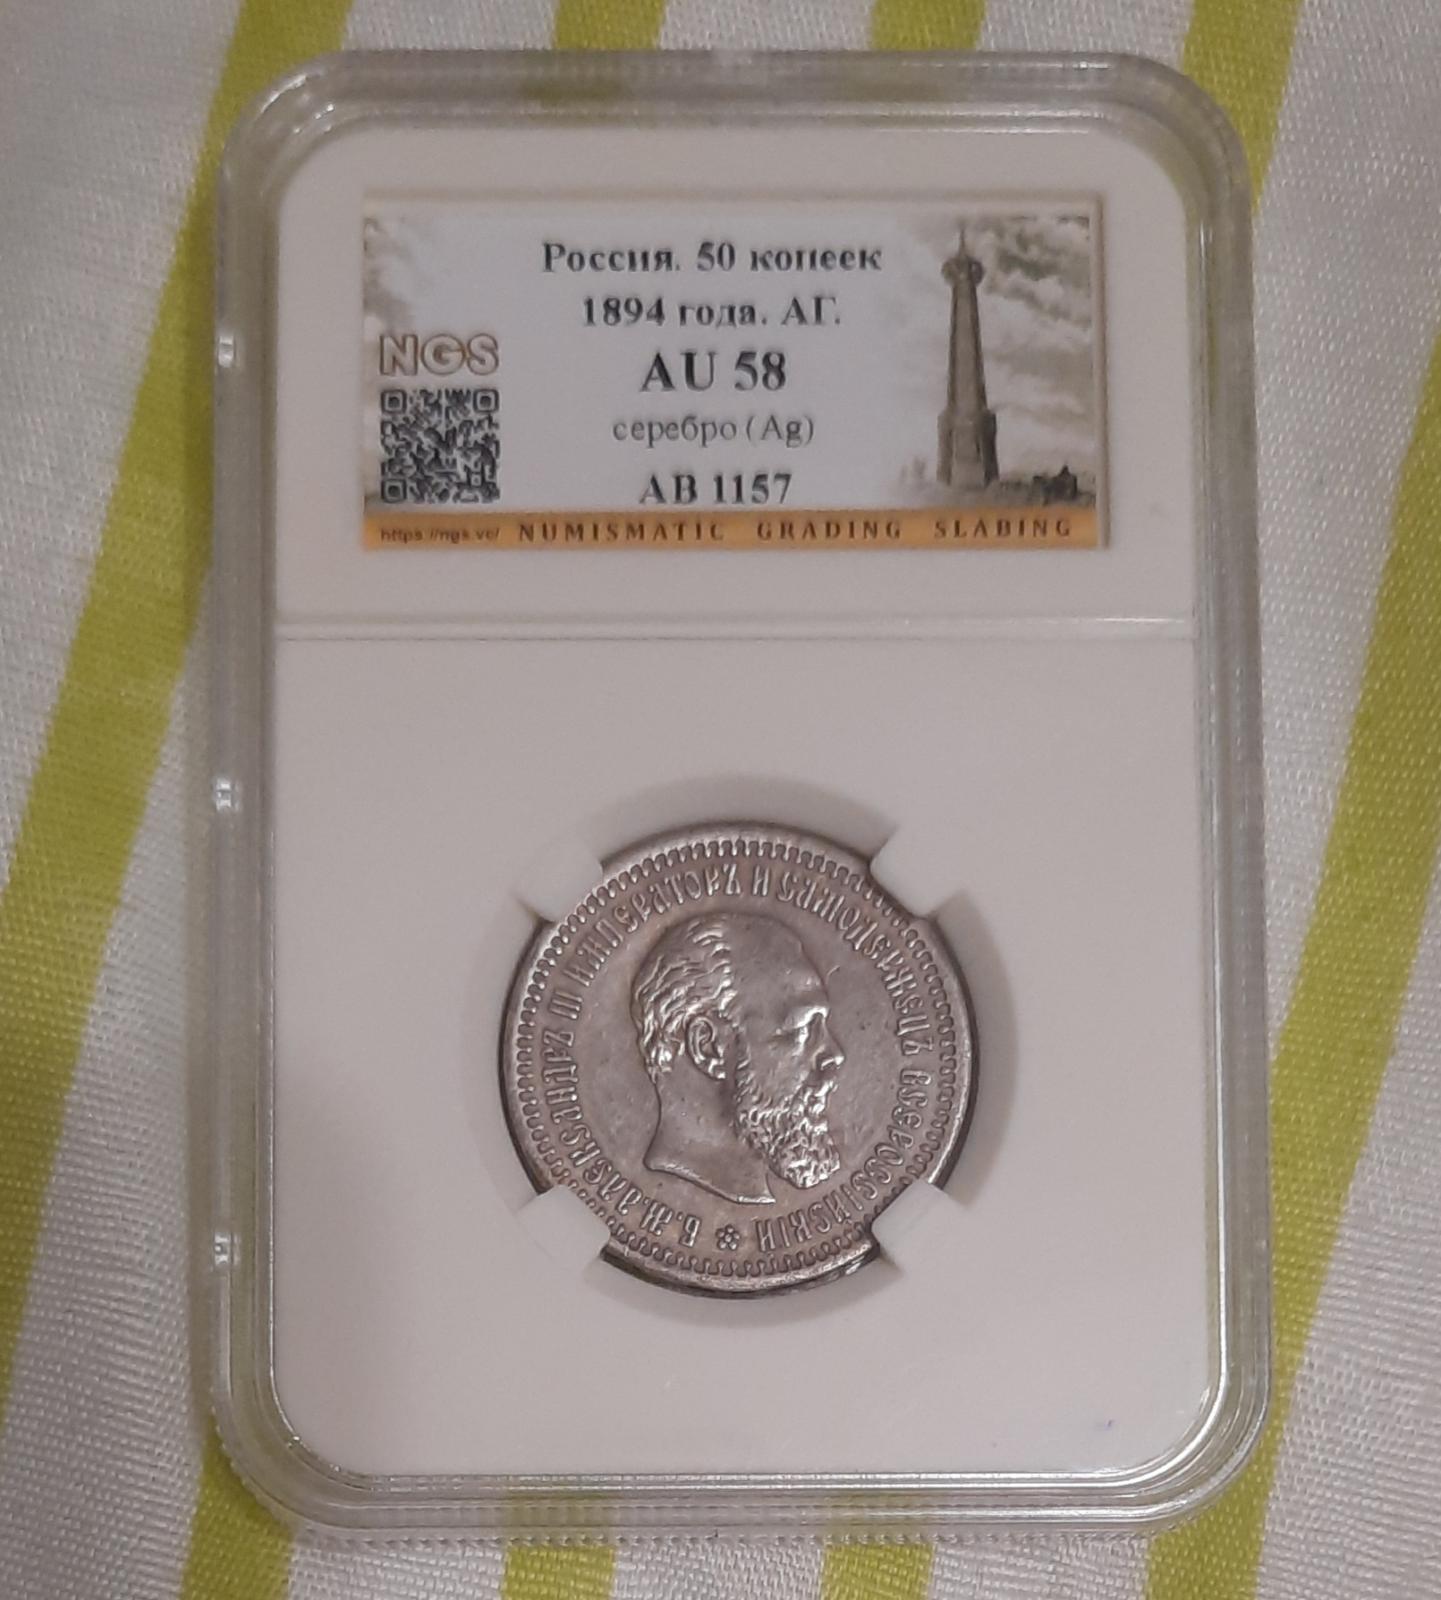 Россия. 50 копеек
1894 года. АГ.
NGS
AU 58
серебро (Ag)
АВ 1157
https://ngs.vc/ NUMISMATIC GRADING SLABING
Б.М.АЛЕКСАНДРЪ III ИМПЕРАТОРЪ И САМОДЕРЖЕЦЪ ВСЕРОССІЙСКІЙ